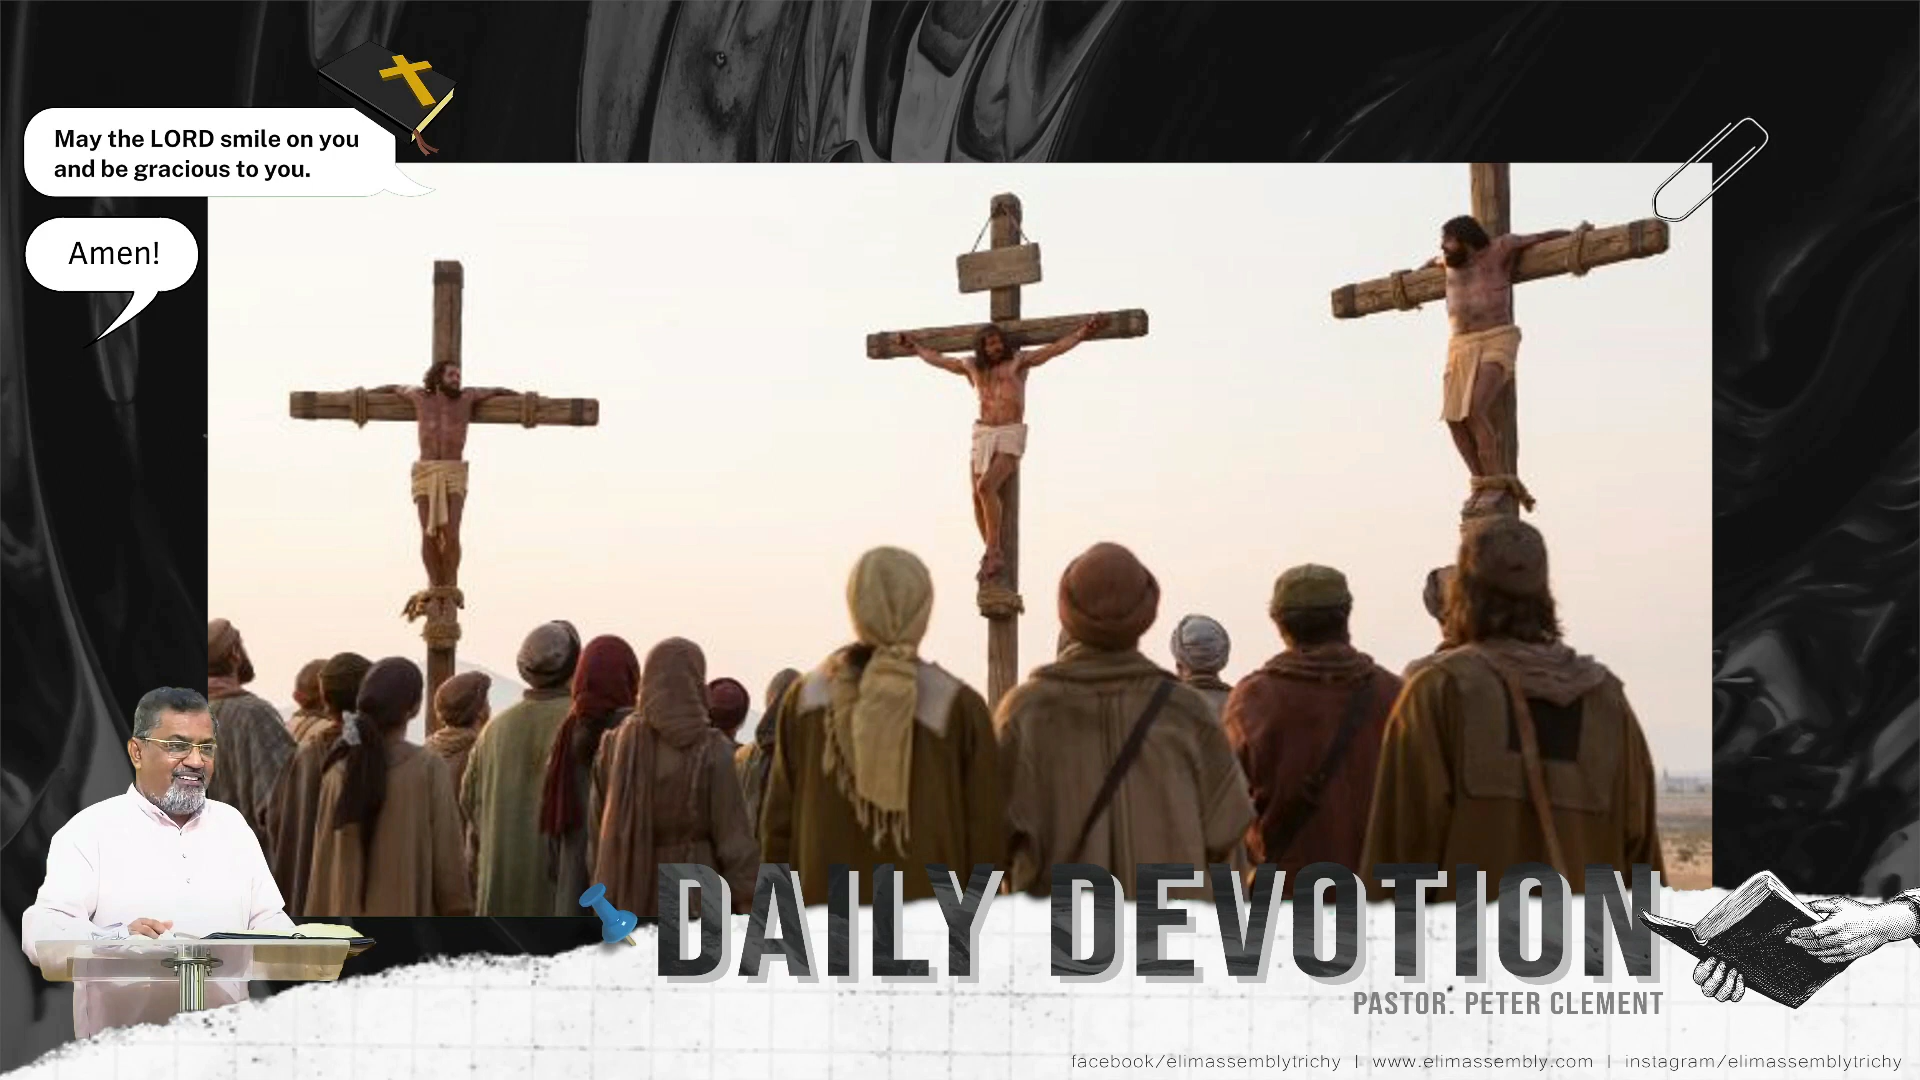 May the LORD smile on you
and be gracious to you.
Amen!
DAILY DEVOTION
PASTOR. PETER CLEMENT
facebook/elimassemblytrichy | www.elimassembly.com | instagram/elimassemblytrichy